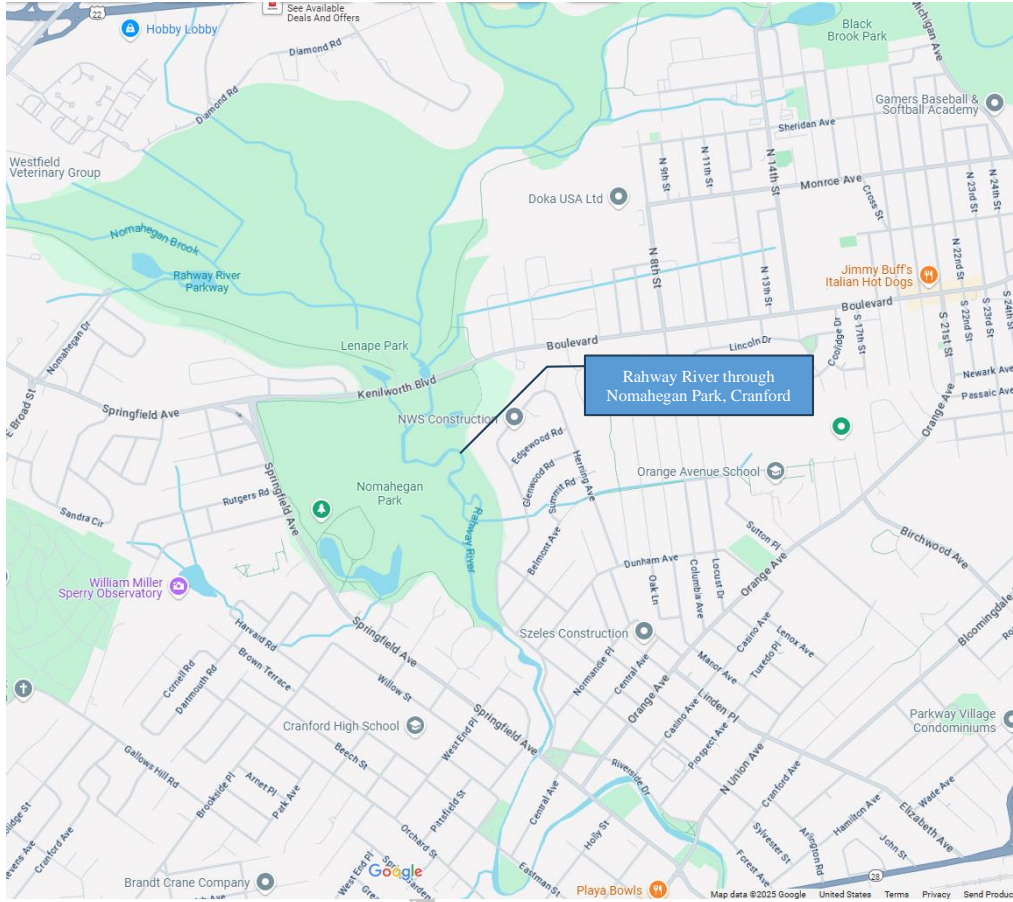 22
See Available
Deals And Offers
Hobby Lobby
Diamond Rd
Diamond Rd
Black
Brook Park
Michigan Ave
Gamers Baseball &
Softball Academy
Sheridan Ave
Westfield
Veterinary Group
N 9th St
N 11th St
N 14th St
Monroe Ave
Cross St
N 23rd St
N 24th St
Doka USA Ltd
Nomahegan Brook
Rahway River
Parkway
N 8th St
N 13th St
N 22nd St
Jimmy Buff's
Italian Hot Dogs
Boulevard
S 17th St
S 21st St
S 22nd St
S 23rd St
S 24th St
Nomahegan Dr
Lenape Park
Boulevard
Lincoln Dr
Coolidge Dr
Rahway River through
Nomahegan Park, Cranford
Newark Ave
Passaic Ave
Kenilworth Blvd
E Broad St
Springfield Ave
NWS Construction
Orange Ave
Edgewood Rd
Glenwood Rd
Summit Rd
Herning Ave
Orange Avenue School
Springfield Ave
Nomahegan
Park
Rutgers Rd
Sandra Cir
Rahway River
Sutton Pl
Birchwood Ave
Belmont Ave
Dunham Ave
Oak Ln
Columbia Ave
Locust Dr
Orange Ave
William Miller
Sperry Observatory
Bloomingdale
Harvard Rd
Szeles Construction
Casino Ave
Lenox Ave
Tuxedo Pl
Springfield Ave
Brown Terrace
Cornell Rd
Dartmouth Rd
Willow St
Normandie Pl
Central Ave
Manor Ave
Orange Ave
Linden Pl
Casino Ave
Prospect Ave
Springfield Ave
West End Pl
Cranford High School
Parkway Village
Condominiums
Beech St
Gallows Hill Rd
Brookside Pl
Arnet Pl
Park Ave
Riverside Dr
N Union Ave
Cranford Ave
Pittsfield St
Central Ave
Holly St
Hamilton Ave
Wade Ave
Elizabeth Ave
Cranford Ave
Orchard St
Sylvester St
Arlington Rd
John St
Forest Ave
West End Pl
Eastman St
28
Google
Brandt Crane Company
Playa Bowls
Map data ©2025 Google United States Terms Privacy Send Produc